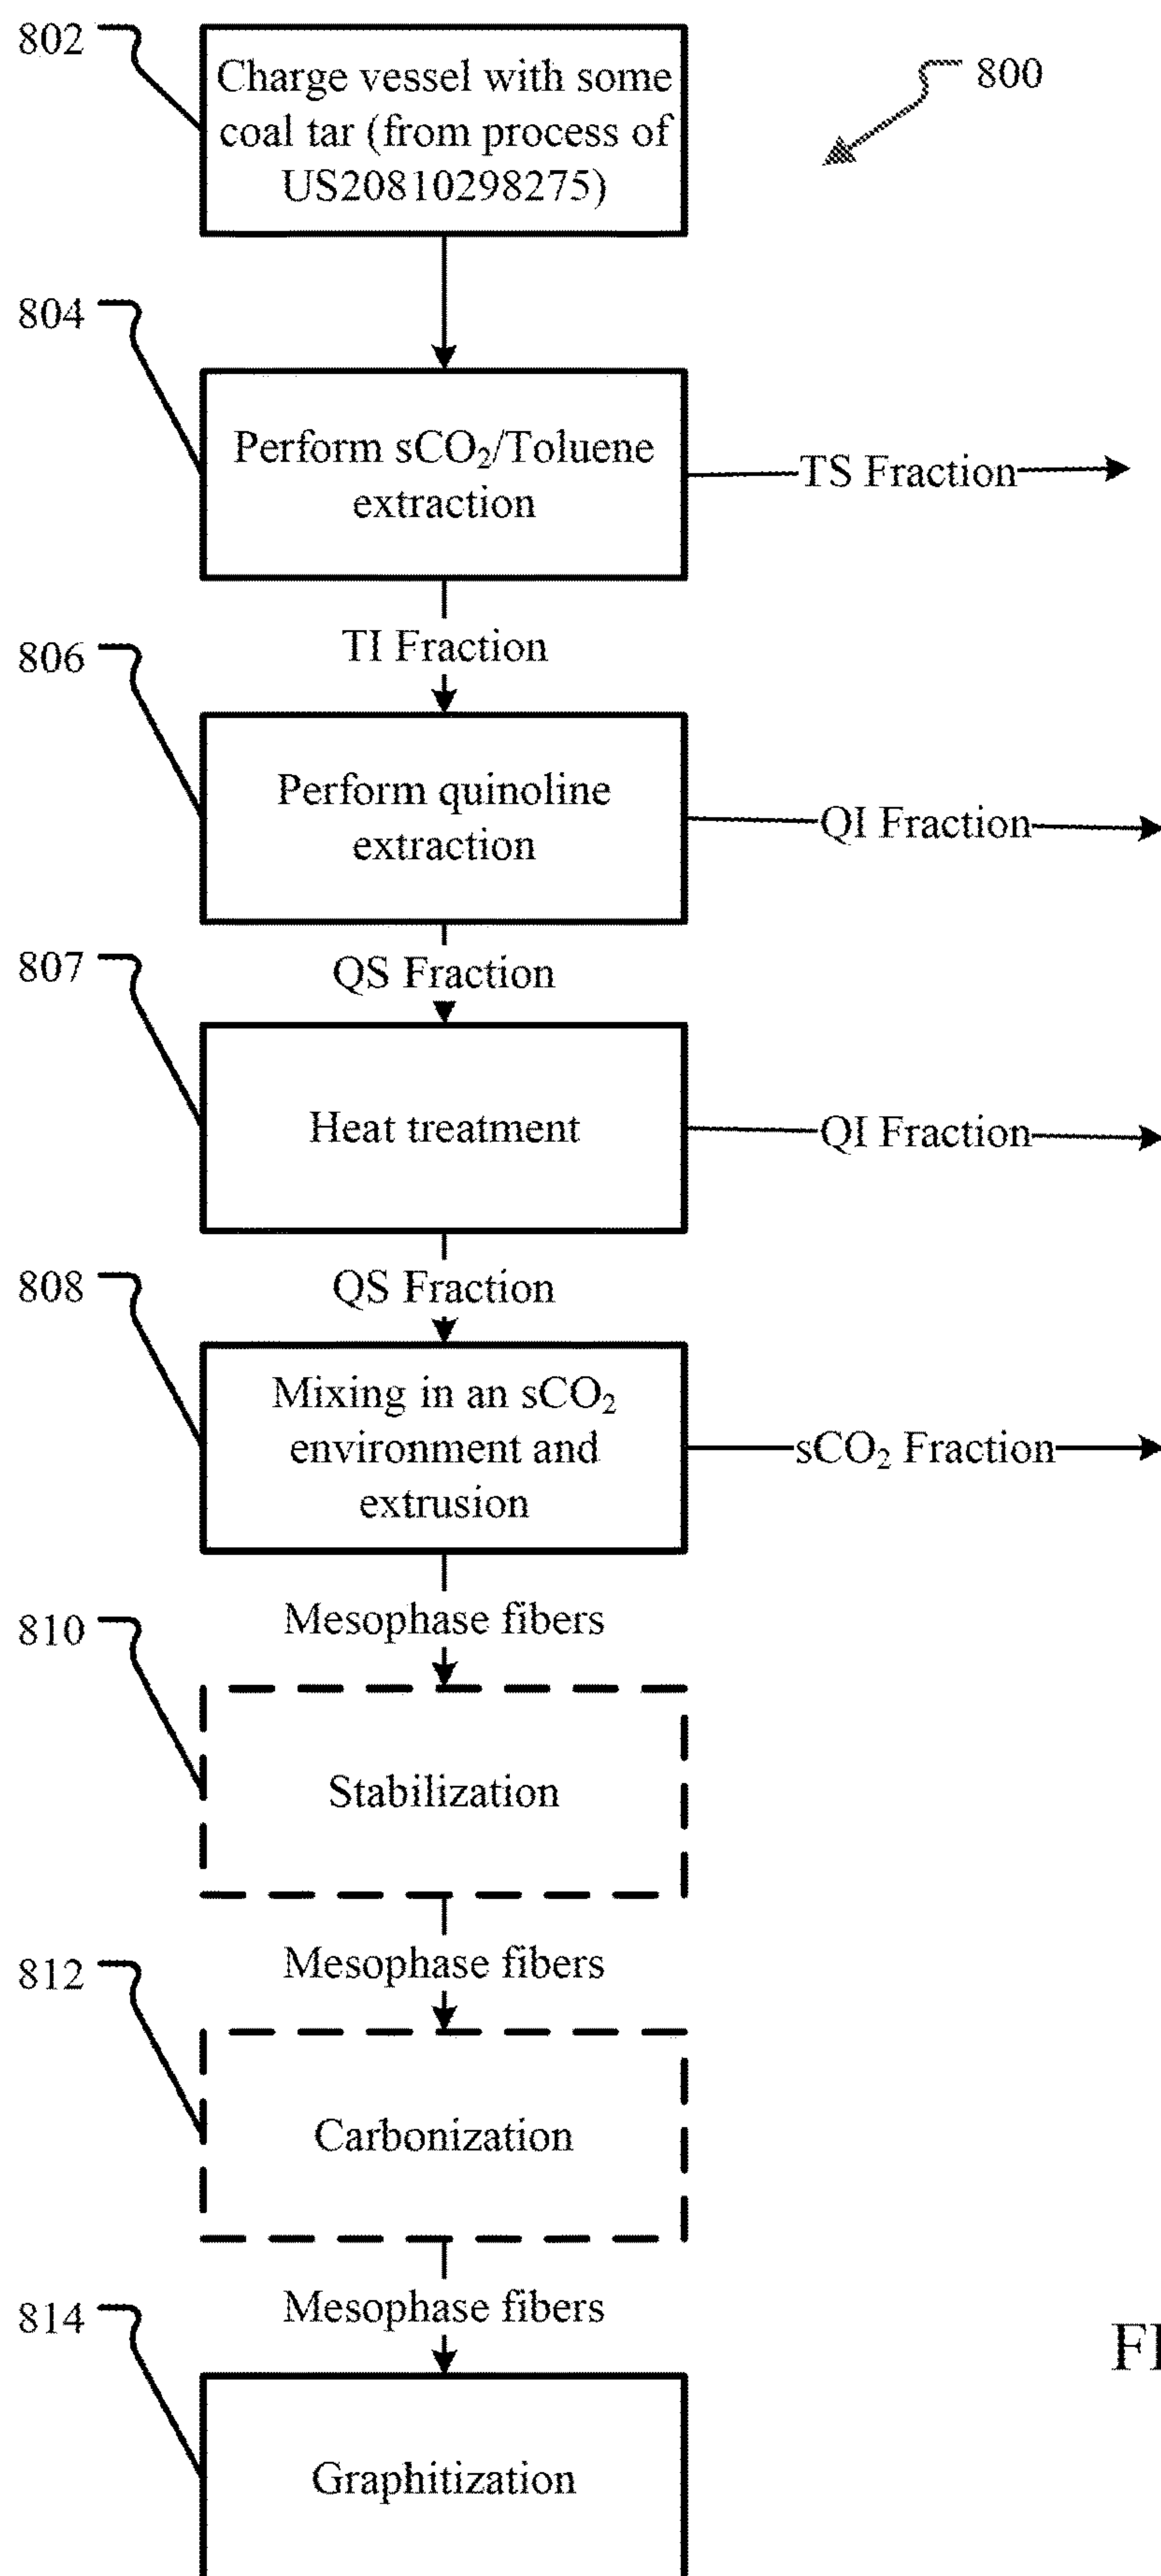 802
Charge vessel with some
coal tar (from process of
US20810298275)
800
804
Perform sCO₂/Toluene
extraction
TS Fraction
TI Fraction
806
Perform quinoline
extraction
QI Fraction
807
QS Fraction
Heat treatment
QI Fraction
808
QS Fraction
Mixing in an sCO₂
environment and
extrusion
sCO₂ Fraction
810
Mesophase fibers
Stabilization
812
Mesophase fibers
Carbonization
814
Mesophase fibers
Graphitization